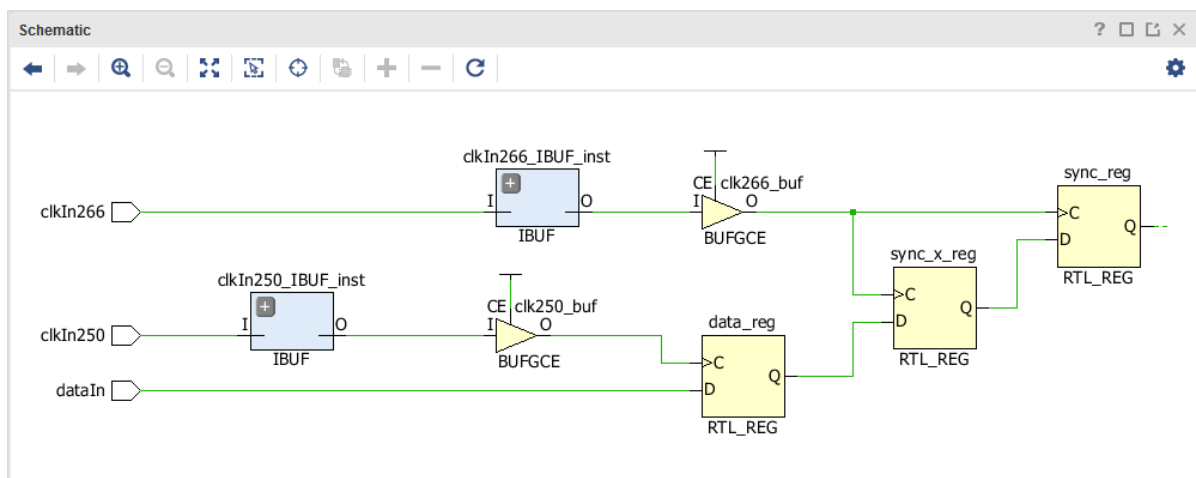 Schematic
?
clkIn266_IBUF_inst
I
O
IBUF
clkIn266
CE clk266_buf
I
O
BUFGCE
sync_reg
C
D
Q
RTL_REG
sync_x_reg
C
D
Q
RTL_REG
clkIn250_IBUF_inst
I
O
IBUF
clkIn250
CE clk250_buf
I
O
BUFGCE
data_reg
C
D
Q
RTL_REG
dataIn